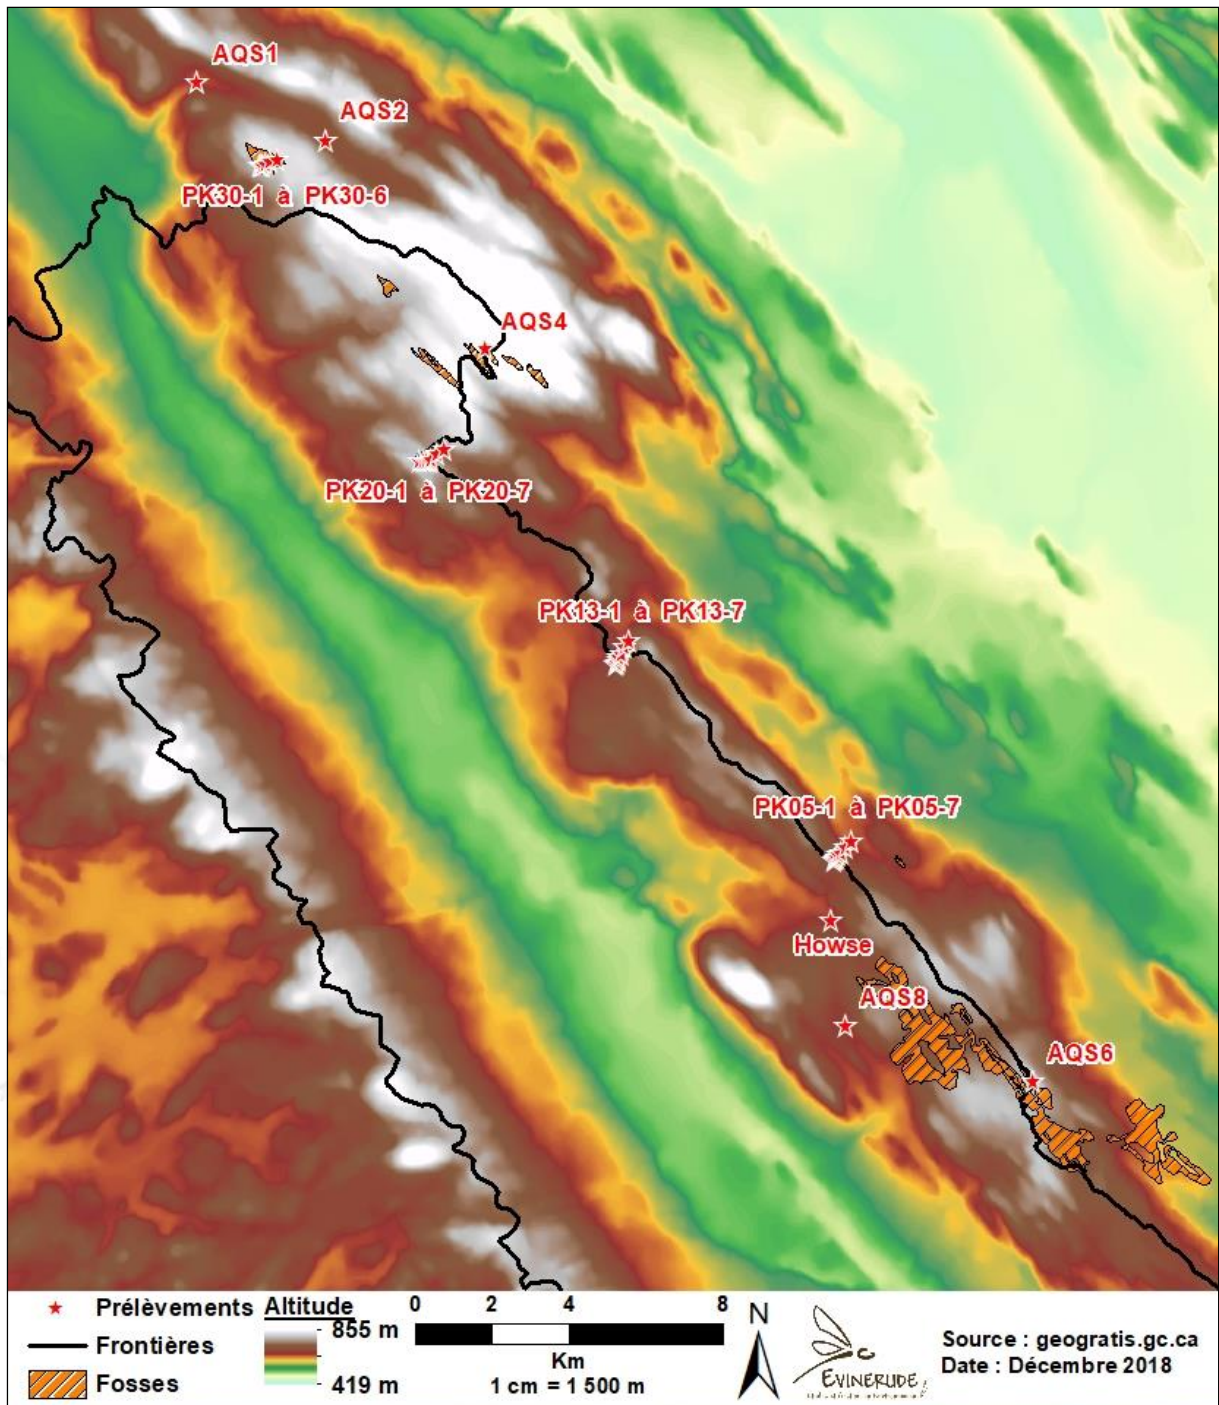 AQS1
AQS2
PK30-1 à PK30-6
AQS4
PK20-1 à PK20-7
PK13-1 à PK13-7
PK05-1 à PK05-7
Howse
AQS8
AQS6
Prélèvements
Frontières
Fosses
Altitude
855 m
419 m
0 2 4 8
Km
1 cm = 1 500 m
N
EVINERUDE
Source : geogratis.gc.ca
Date : Décembre 2018